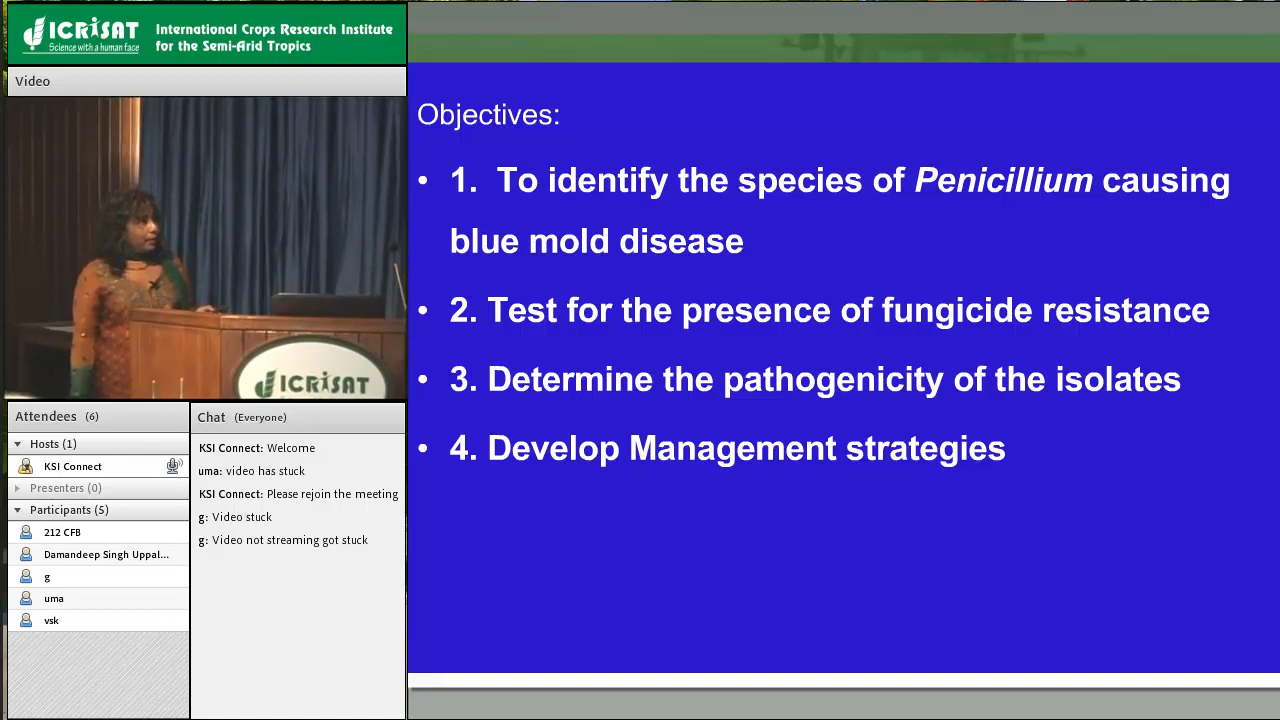 ICRISAT
Science with a human face
International Crops Research Institute
for the Semi-Arid Tropics
Video
ICRISAT
Attendees (6)
Hosts (1)
KSI Connect
Presenters (0)
Participants (5)
212 CFB
Damandeep Singh Uppal...
g
uma
vsk
Chat (Everyone)
KSI Connect: Welcome
uma: video has stuck
KSI Connect: Please rejoin the meeting
g: Video stuck
g: Video not streaming got stuck
Objectives:
• 1. To identify the species of Penicillium causing
blue mold disease
• 2. Test for the presence of fungicide resistance
• 3. Determine the pathogenicity of the isolates
• 4. Develop Management strategies